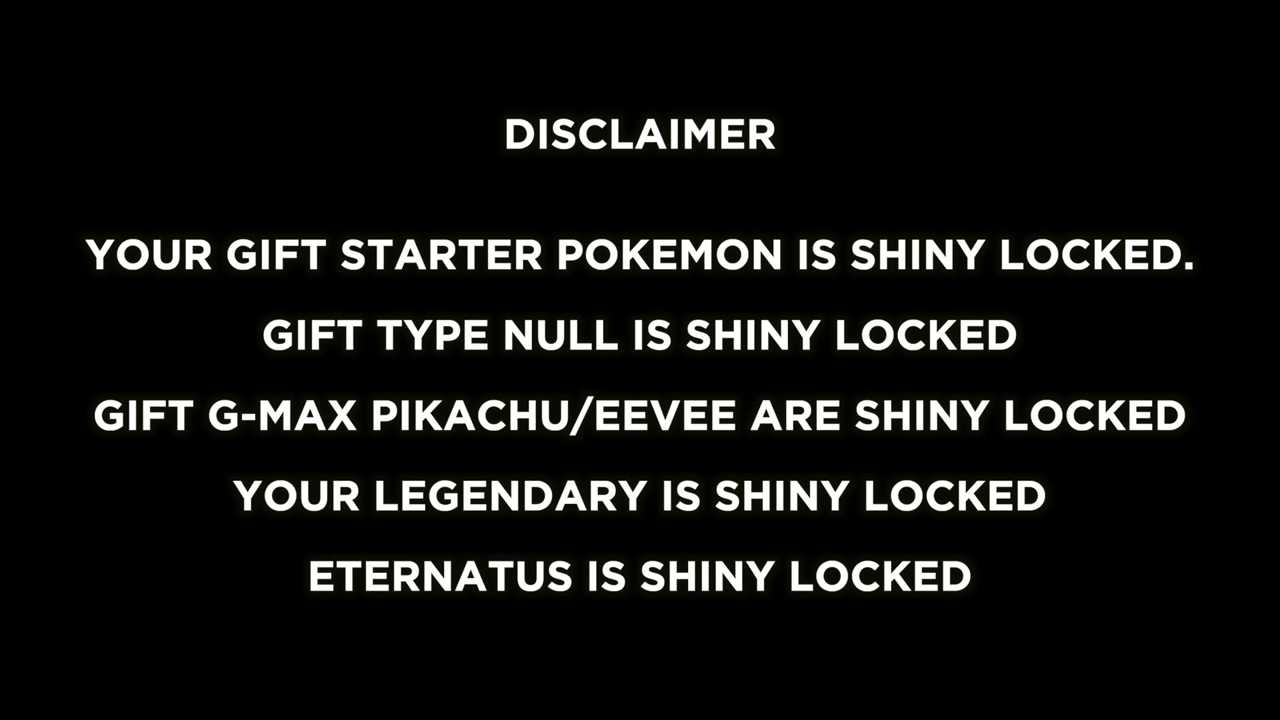 DISCLAIMER
YOUR GIFT STARTER POKEMON IS SHINY LOCKED.
GIFT TYPE NULL IS SHINY LOCKED
GIFT G-MAX PIKACHU/EEVEE ARE SHINY LOCKED
YOUR LEGENDARY IS SHINY LOCKED
ETERNATUS IS SHINY LOCKED